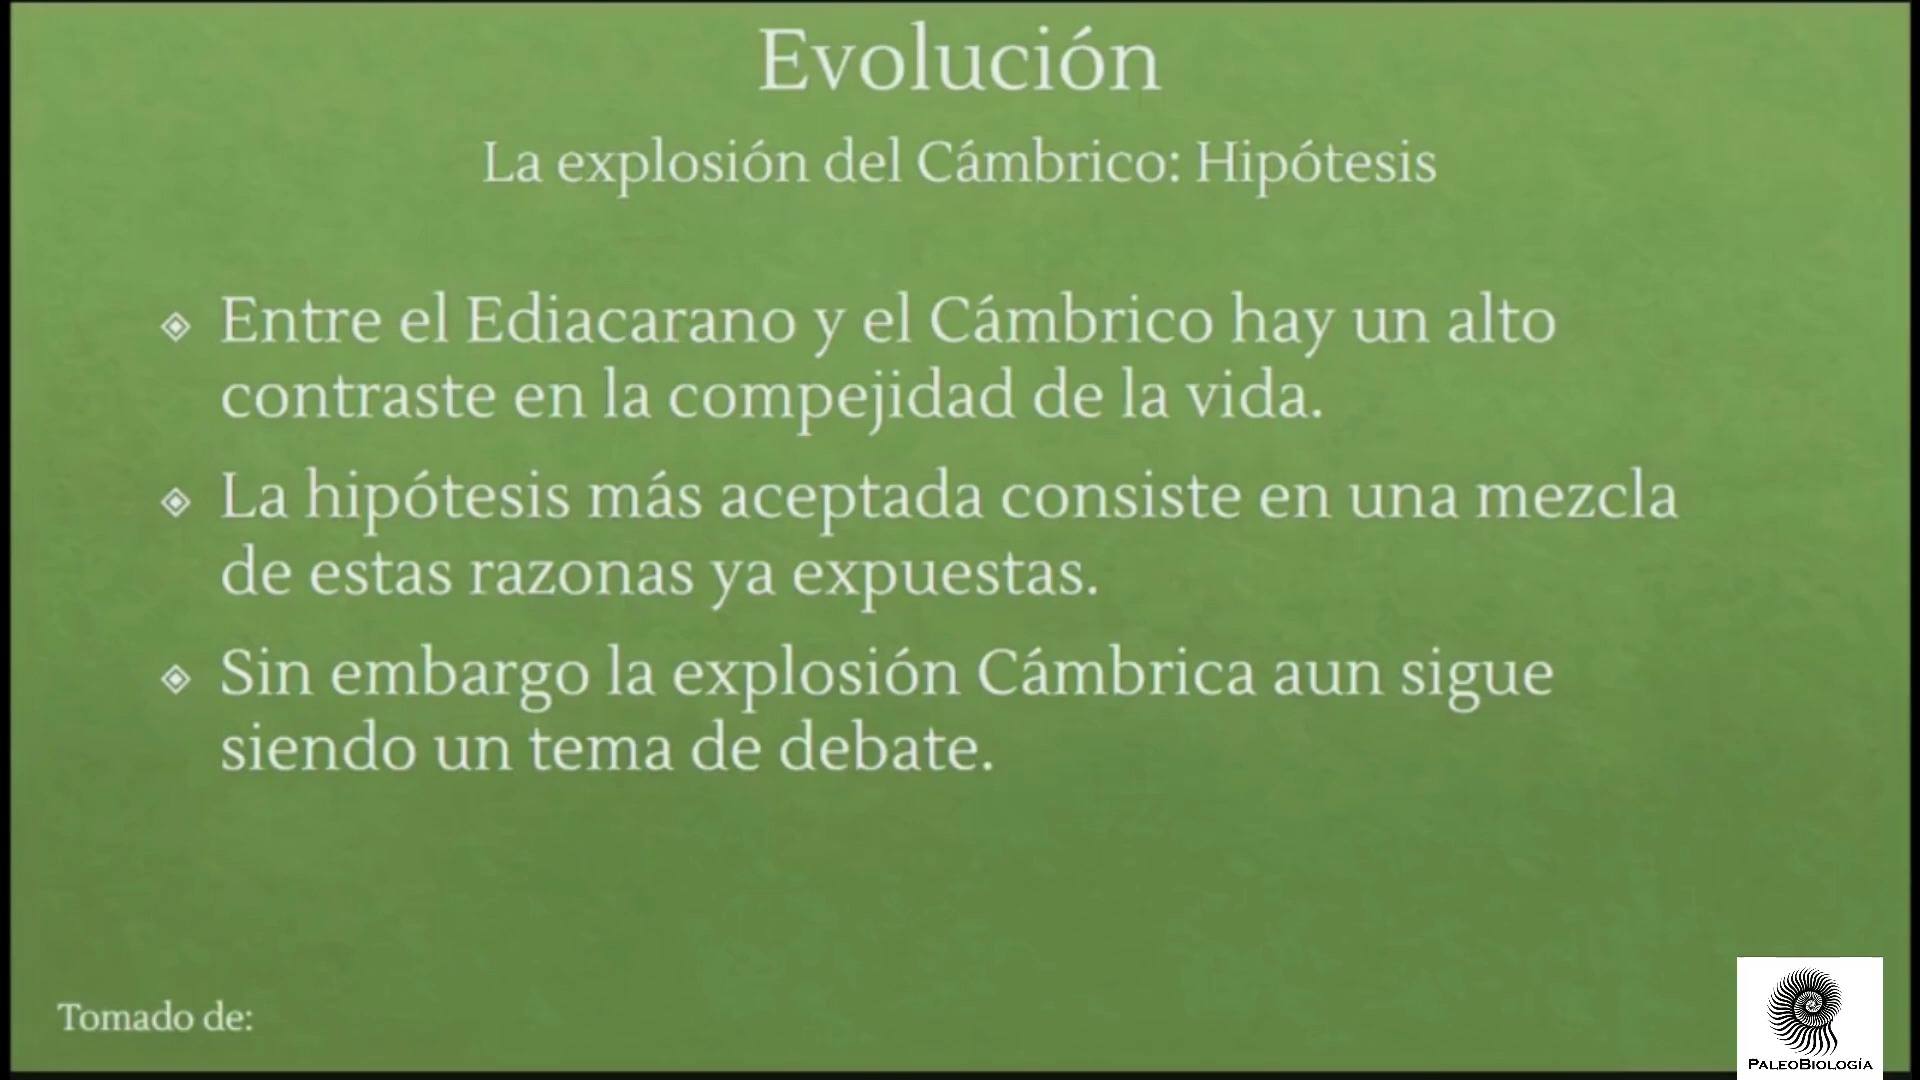 Evolución
La explosión del Cámbrico: Hipótesis
Entre el Ediacarano y el Cámbrico hay un alto
contraste en la compejidad de la vida.
La hipótesis más aceptada consiste en una mezcla
de estas razonas ya expuestas.
Sin embargo la explosión Cámbrica aun sigue
siendo un tema de debate.
Tomado de:
PALEOBIOLOGÍA